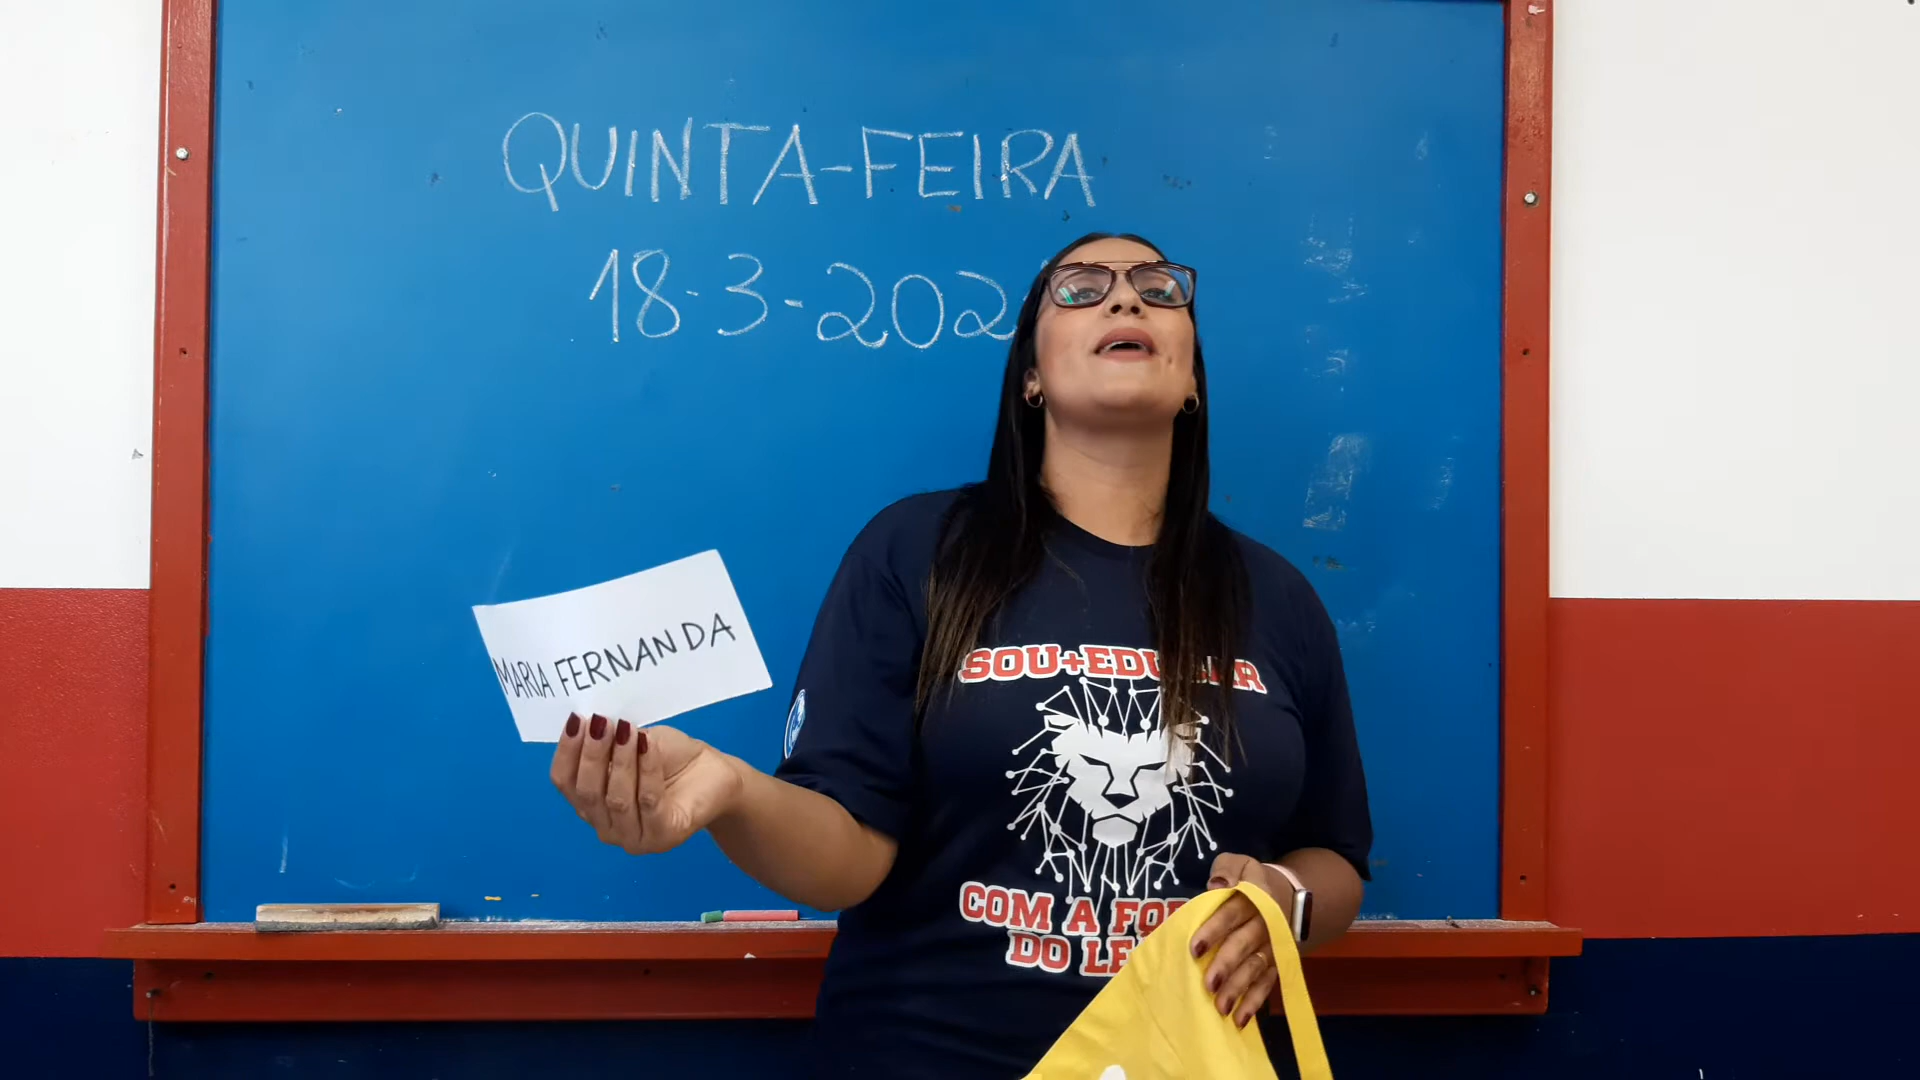 QUINTA-FEIRA
18-3-202
MARIA FERNANDA
SOU+EDU
COM A FO
DO LE